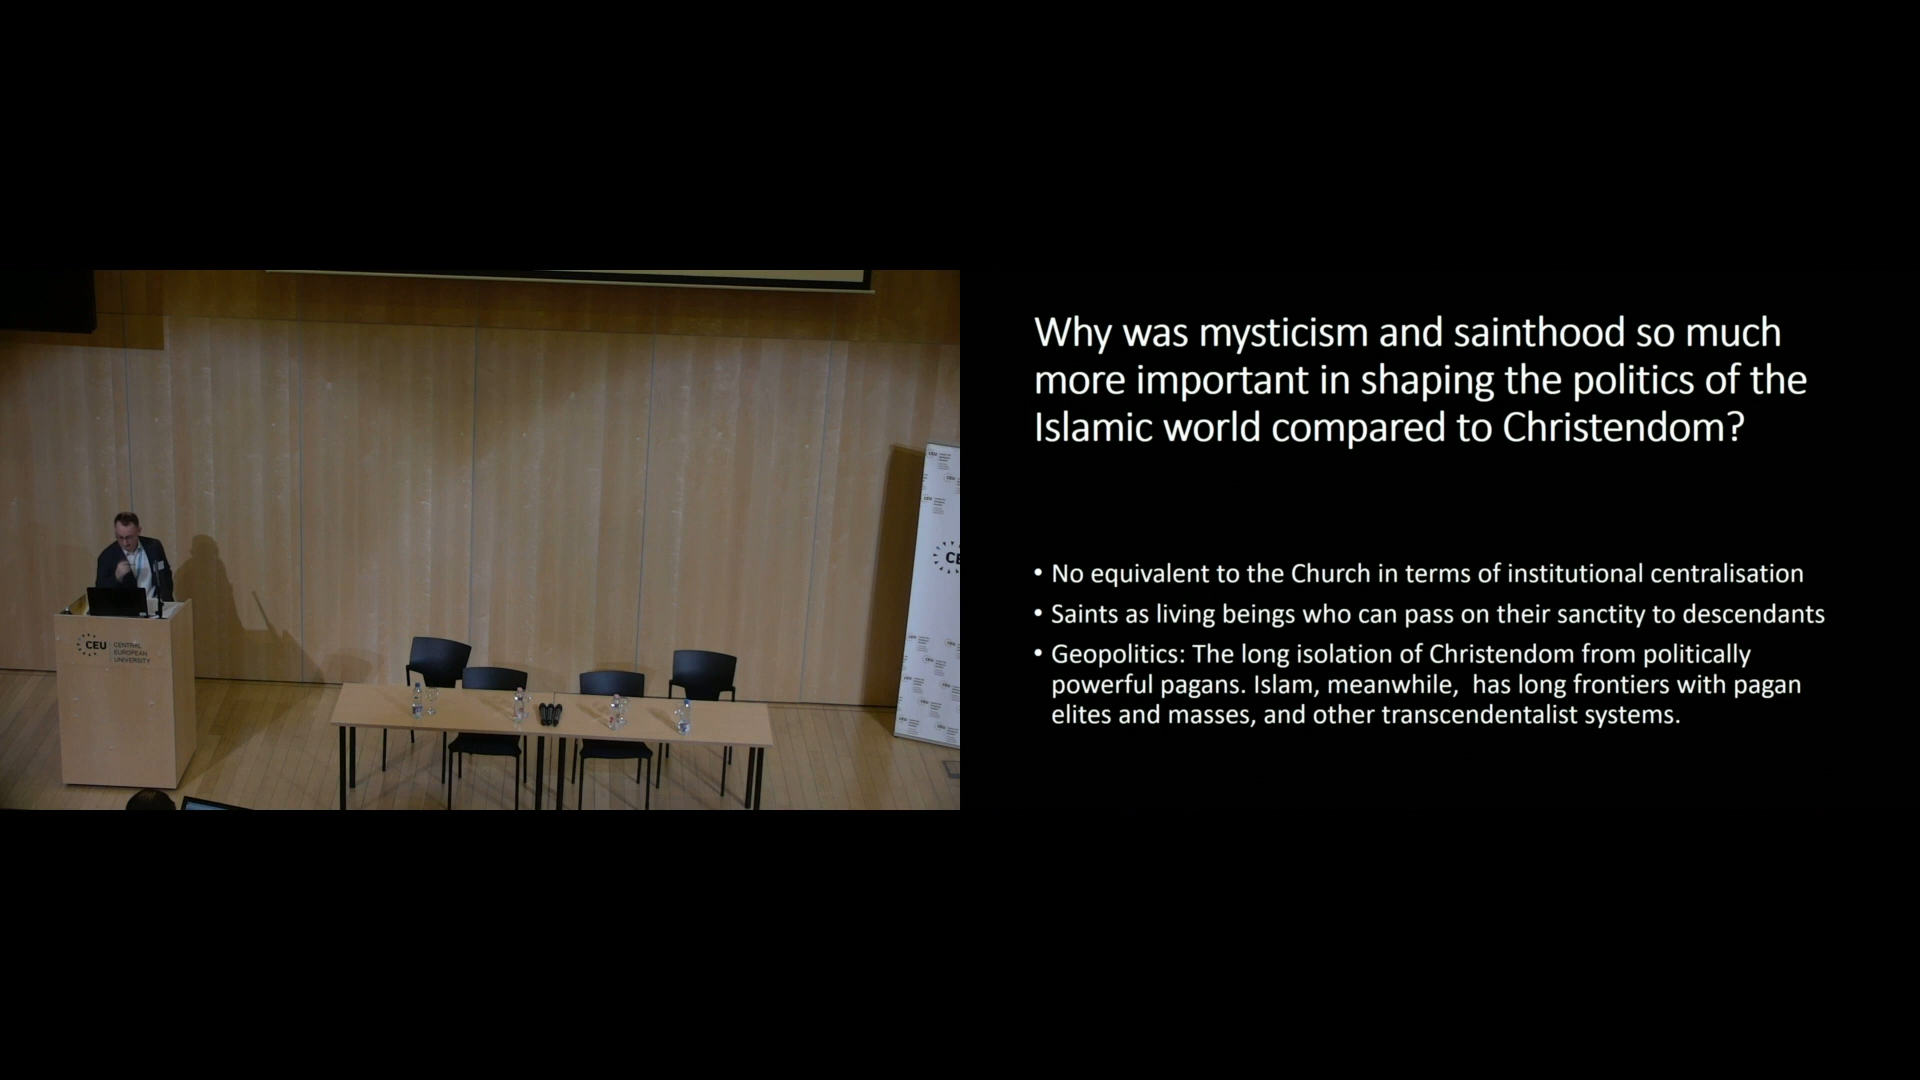 Why was mysticism and sainthood so much
more important in shaping the politics of the
Islamic world compared to Christendom?
• No equivalent to the Church in terms of institutional centralisation
• Saints as living beings who can pass on their sanctity to descendants
• Geopolitics: The long isolation of Christendom from politically
powerful pagans. Islam, meanwhile,  has long frontiers with pagan
elites and masses, and other transcendentalist systems.
CEU
CENTRAL
EUROPEAN
UNIVERSITY